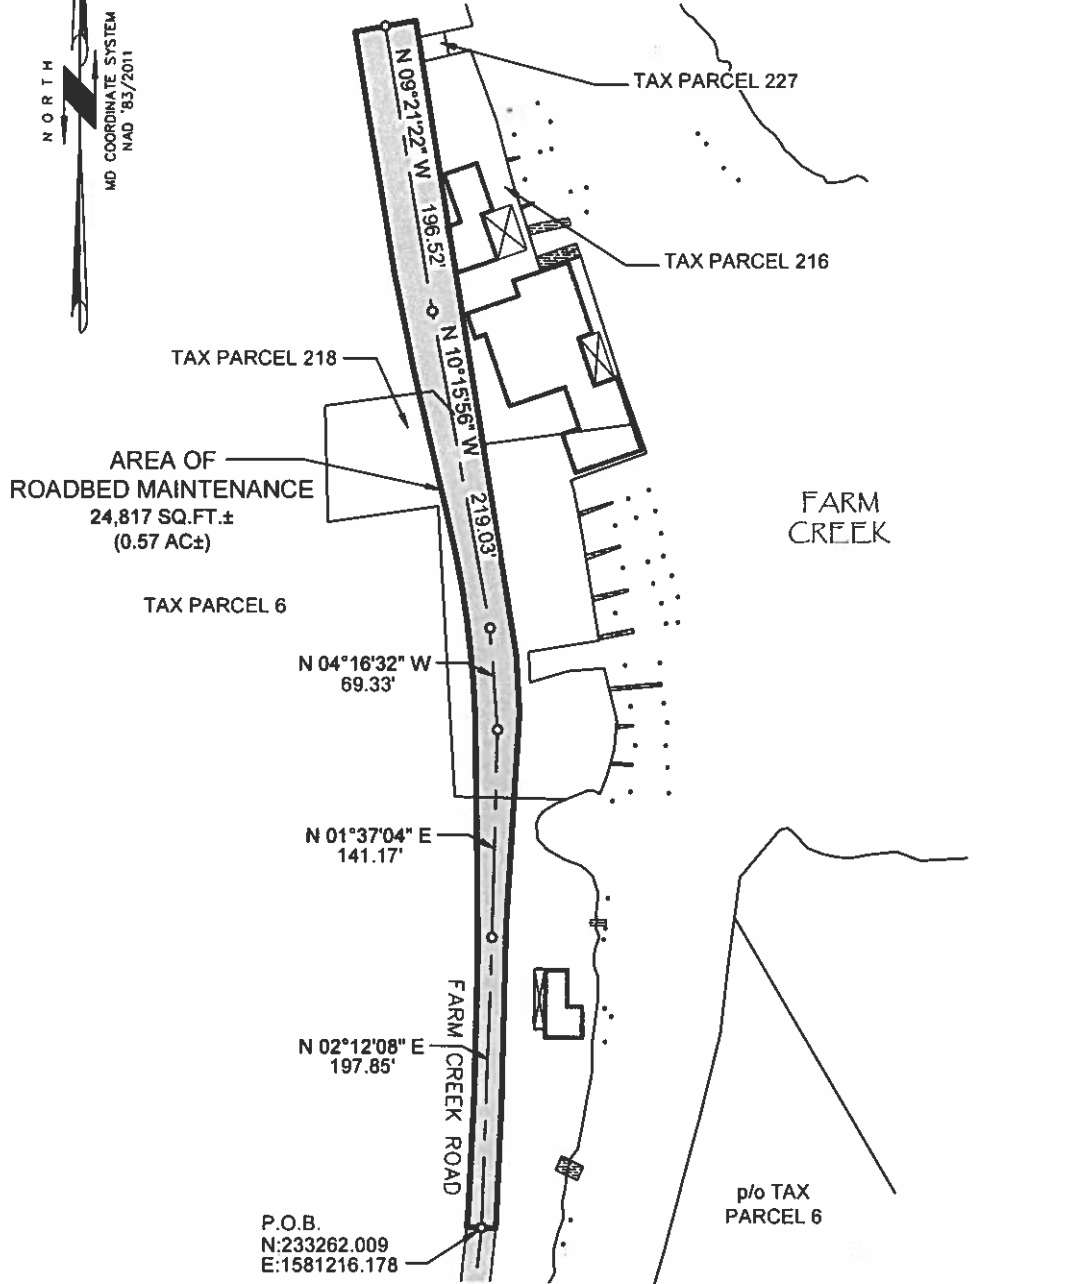 NORTH
MD COORDINATE SYSTEM
NAD '83/2011
N 09°21'22" W 196.52'
TAX PARCEL 227
TAX PARCEL 216
N 10°15'56" W 219.03'
TAX PARCEL 218
AREA OF
ROADBED MAINTENANCE
24,817 SQ.FT.±
(0.57 AC±)
FARM
CREEK
TAX PARCEL 6
N 04°16'32" W
69.33'
N 01°37'04" E
141.17'
N 02°12'08" E
197.85'
FARM CREEK ROAD
p/o TAX
PARCEL 6
P.O.B.
N:233262.009
E:1581216.178